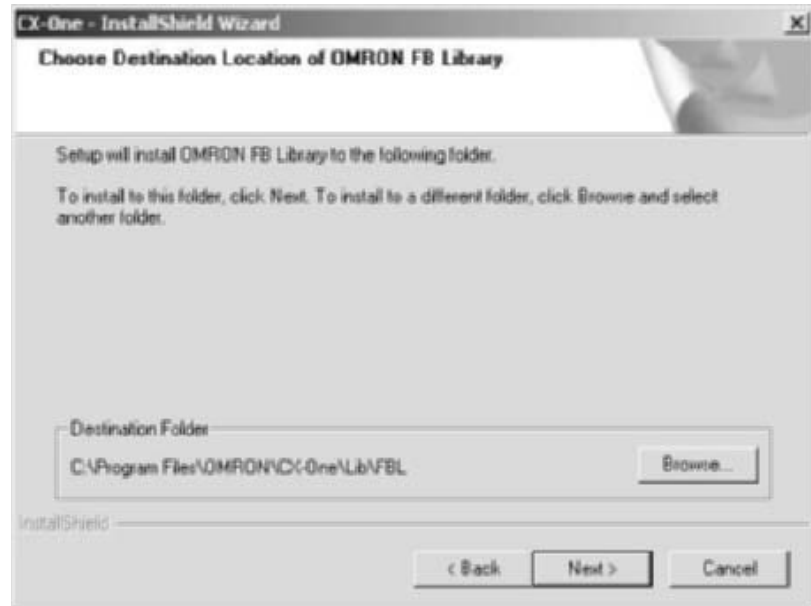 CX-One - InstallShield Wizard
Choose Destination Location of OMRON FB Library
Setup will install OMRON FB Library to the following folder.
To install to this folder, click Next. To install to a different folder, click Browse and select
another folder.
Destination Folder
C:\Program Files\OMRON\CX-One\Lib\FBL
Browse...
InstallShield
< Back
Next >
Cancel